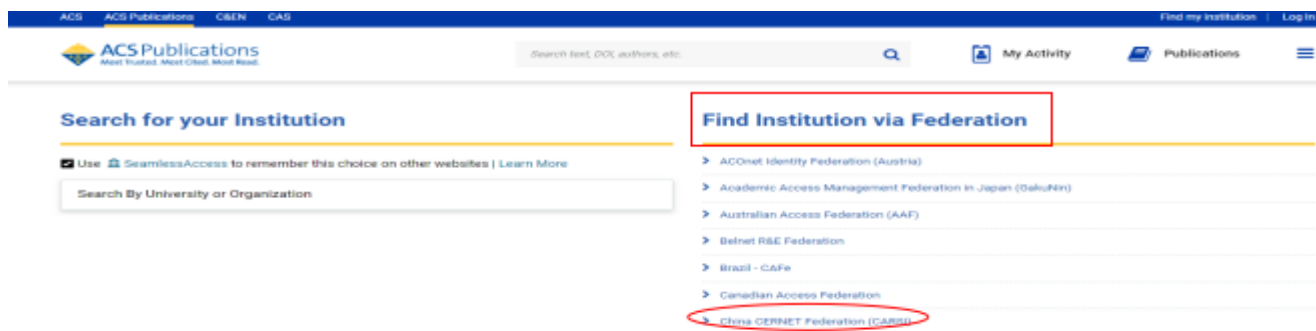 ACS ACS Publications C&EN CAS Find my institution | Log In
ACS Publications
Most Trusted. Most Cited. Most Read.
Search text, DOI, authors, etc.
My Activity
Publications
Search for your Institution
Use SeamlessAccess to remember this choice on other websites | Learn More
Search By University or Organization
Find Institution via Federation
ACOnet Identity Federation (Austria)
Academic Access Management Federation in Japan (GakuNin)
Australian Access Federation (AAF)
Belnet R&E Federation
Brazil - CAFe
Canadian Access Federation
China CERNET Federation (CARSI)